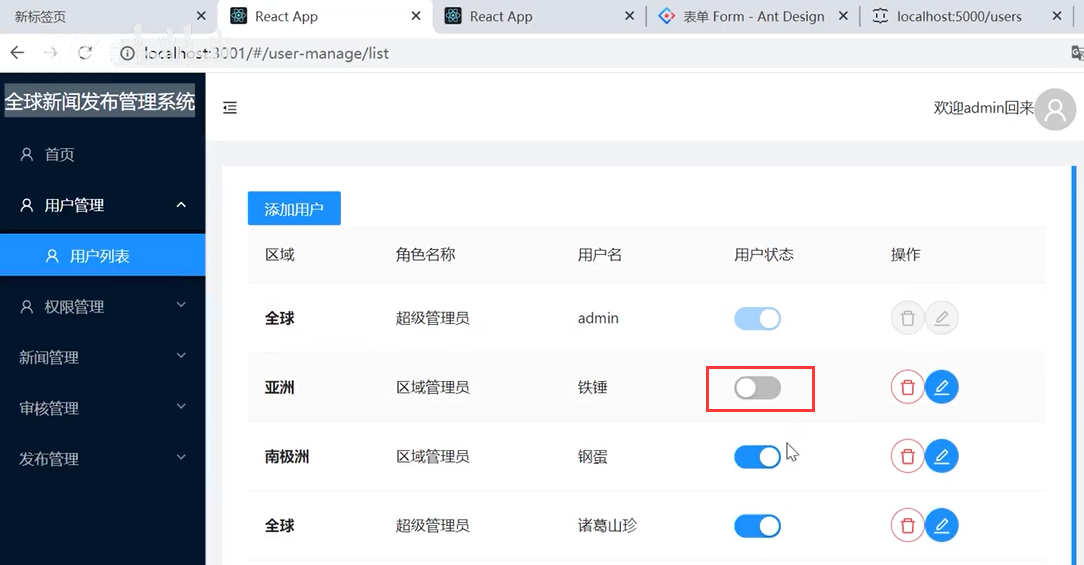 新标签页
React App
React App
表单 Form - Ant Design
localhost:5000/users
localhost:3001/#/user-manage/list
全球新闻发布管理系统
欢迎admin回来
首页
用户管理
用户列表
权限管理
新闻管理
审核管理
发布管理
添加用户
区域 角色名称 用户名 用户状态 操作
全球 超级管理员 admin
亚洲 区域管理员 铁锤
南极洲 区域管理员 钢蛋
全球 超级管理员 诸葛山珍